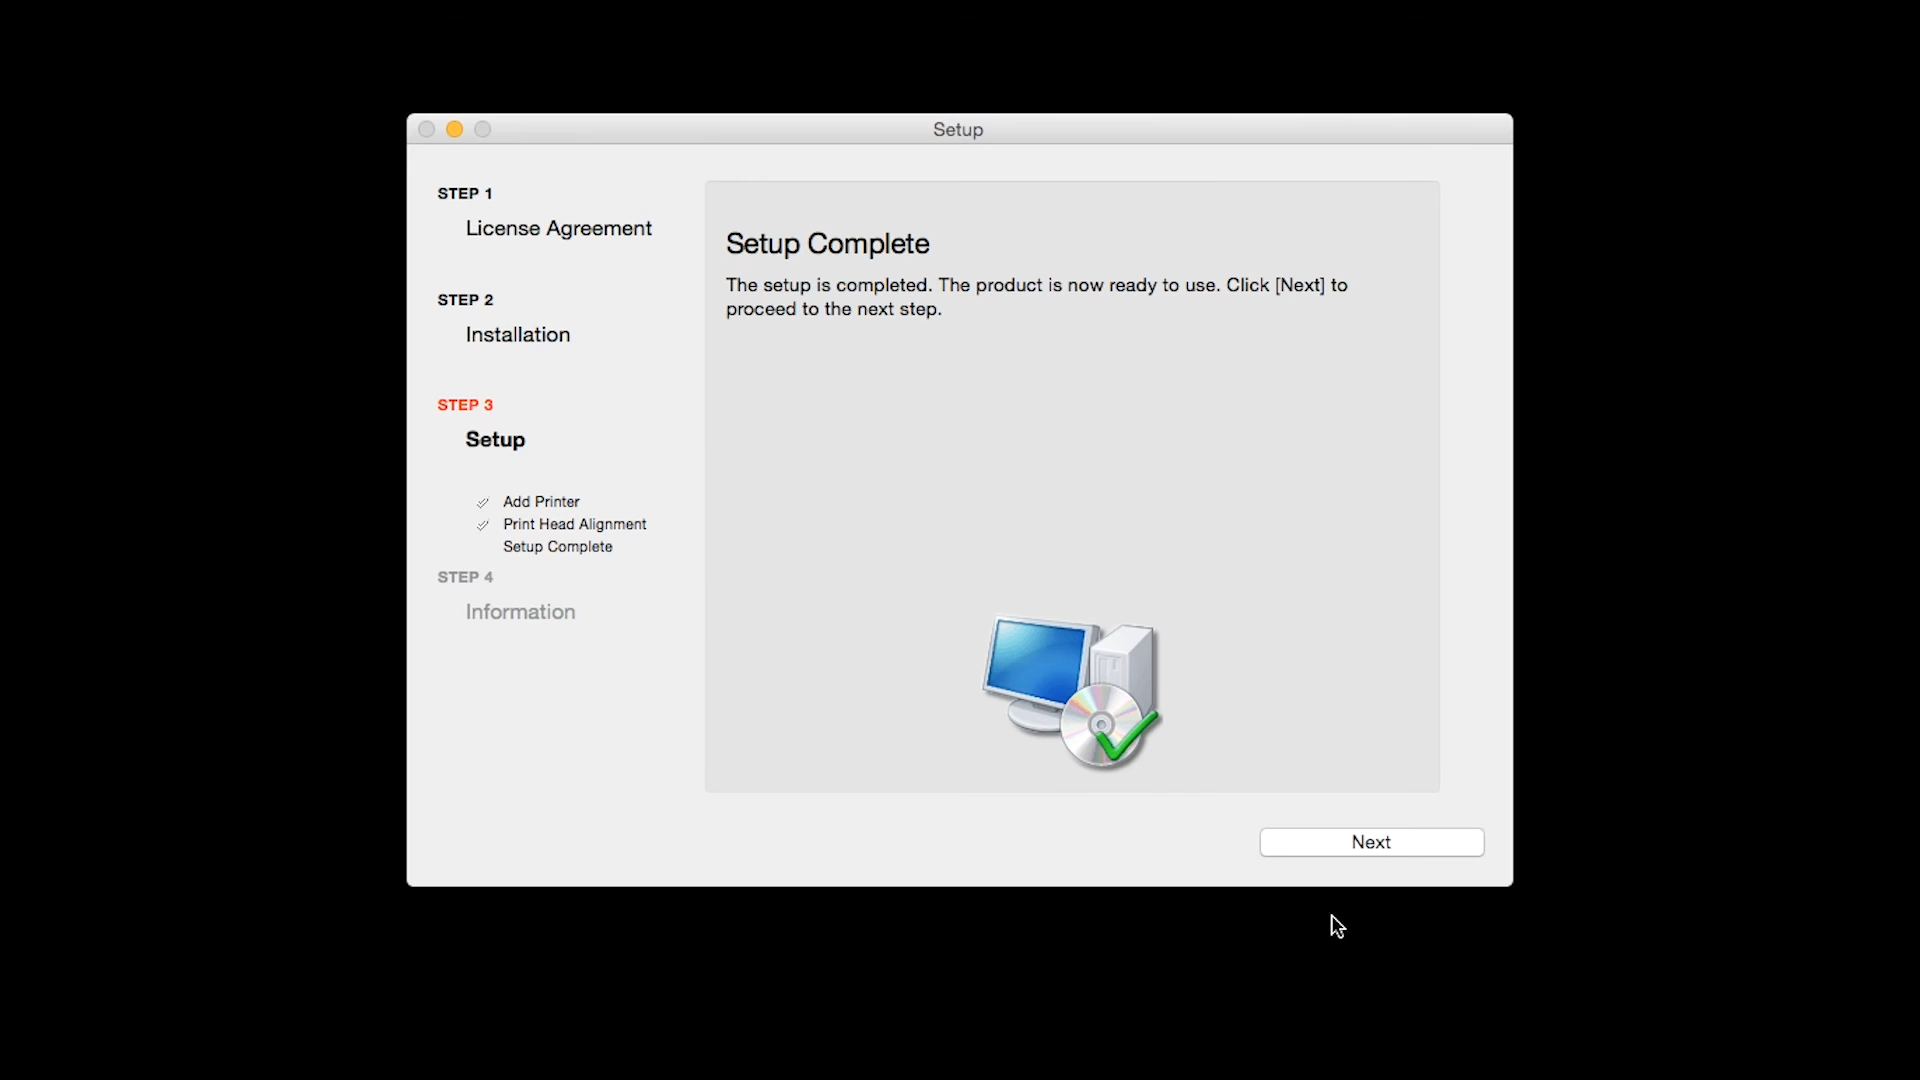 Setup
STEP 1
License Agreement
STEP 2
Installation
STEP 3
Setup
Add Printer
Print Head Alignment
Setup Complete
STEP 4
Information
Setup Complete
The setup is completed. The product is now ready to use. Click [Next] to
proceed to the next step.
Next